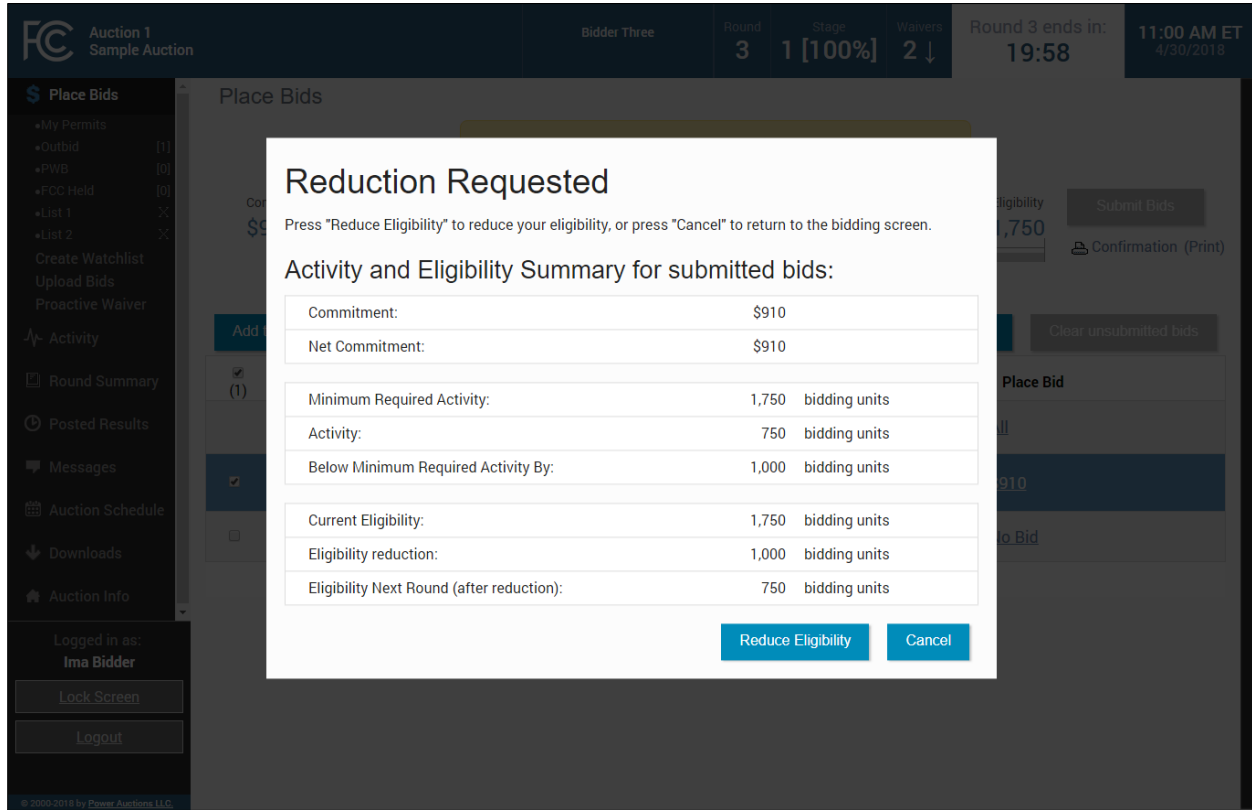 FCC
Auction 1
Sample Auction
Bidder Three
Round
3
Stage
1 [100%]
Waivers
2 ↓
Round 3 ends in:
19:58
11:00 AM ET
4/30/2018
$ Place Bids
•My Permits
•Outbid [1]
•PWB [0]
•FCC Held [0]
•List 1
•List 2
Create Watchlist
Upload Bids
Proactive Waiver
Activity
Round Summary
Posted Results
Messages
Auction Schedule
Downloads
Auction Info
Logged in as:
Ima Bidder
Lock Screen
Logout
© 2000-2018 by Power Auctions LLC.
Place Bids
Submit Bids
Confirmation (Print)
Clear unsubmitted bids
(1)
Place Bid
Reduction Requested
Press "Reduce Eligibility" to reduce your eligibility, or press "Cancel" to return to the bidding screen.
Activity and Eligibility Summary for submitted bids:
Commitment: $910
Net Commitment: $910
Minimum Required Activity: 1,750 bidding units
Activity: 750 bidding units
Below Minimum Required Activity By: 1,000 bidding units
Current Eligibility: 1,750 bidding units
Eligibility reduction: 1,000 bidding units
Eligibility Next Round (after reduction): 750 bidding units
Reduce Eligibility
Cancel